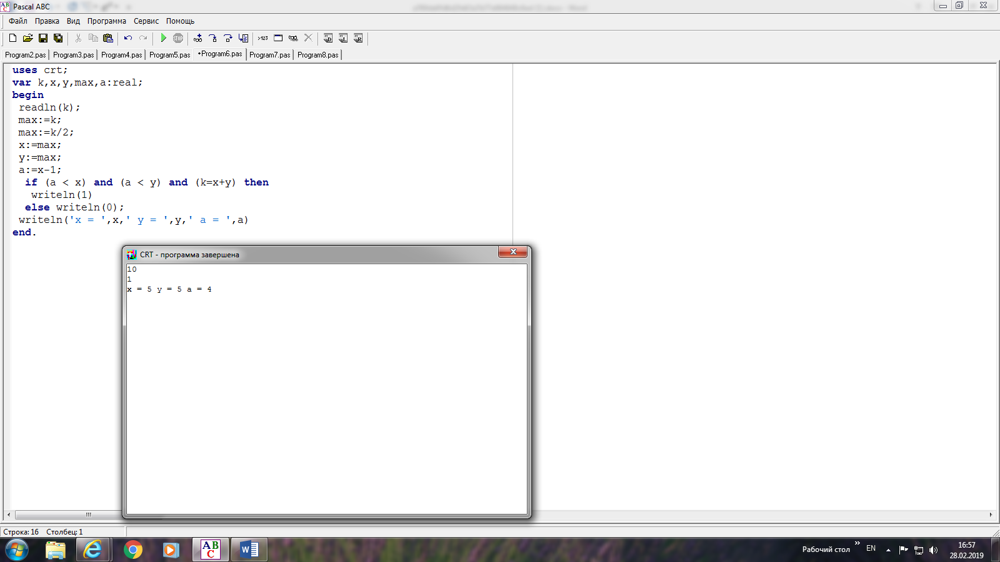 Pascal ABC
Файл Правка Вид Программа Сервис Помощь
Program2.pas Program3.pas Program4.pas Program5.pas •Program6.pas Program7.pas Program8.pas
uses crt;
var k,x,y,max,a:real;
begin
readln(k);
max:=k;
max:=k/2;
x:=max;
y:=max;
a:=x-1;
if (a < x) and (a < y) and (k=x+y) then
writeln(1)
else writeln(0);
writeln('x = ',x,' y = ',y,' a = ',a)
end.
CRT - программа завершена
10
1
x = 5 y = 5 a = 4
Строка: 16 Столбец: 1
Рабочий стол » EN 16:57
28.02.2019